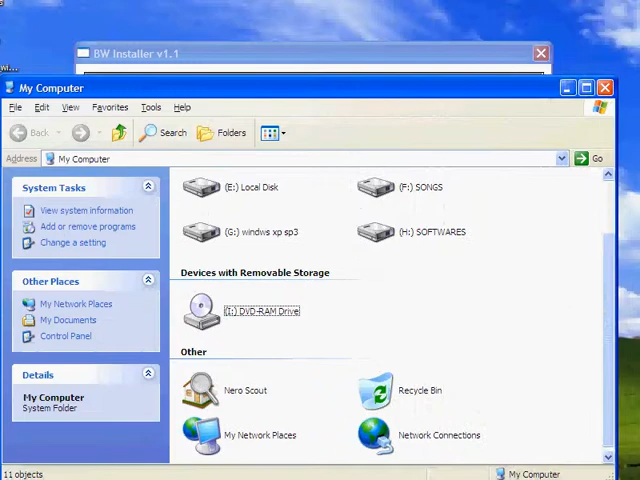 wi...
BW Installer v1.1
My Computer
File Edit View Favorites Tools Help
Back Search Folders
Address My Computer Go
System Tasks
View system information
Add or remove programs
Change a setting
Other Places
My Network Places
My Documents
Control Panel
Details
My Computer
System Folder
(E:) Local Disk (F:) SONGS
(G:) windws xp sp3 (H:) SOFTWARES
Devices with Removable Storage
(I:) DVD-RAM Drive
Other
Nero Scout Recycle Bin
My Network Places Network Connections
11 objects My Computer